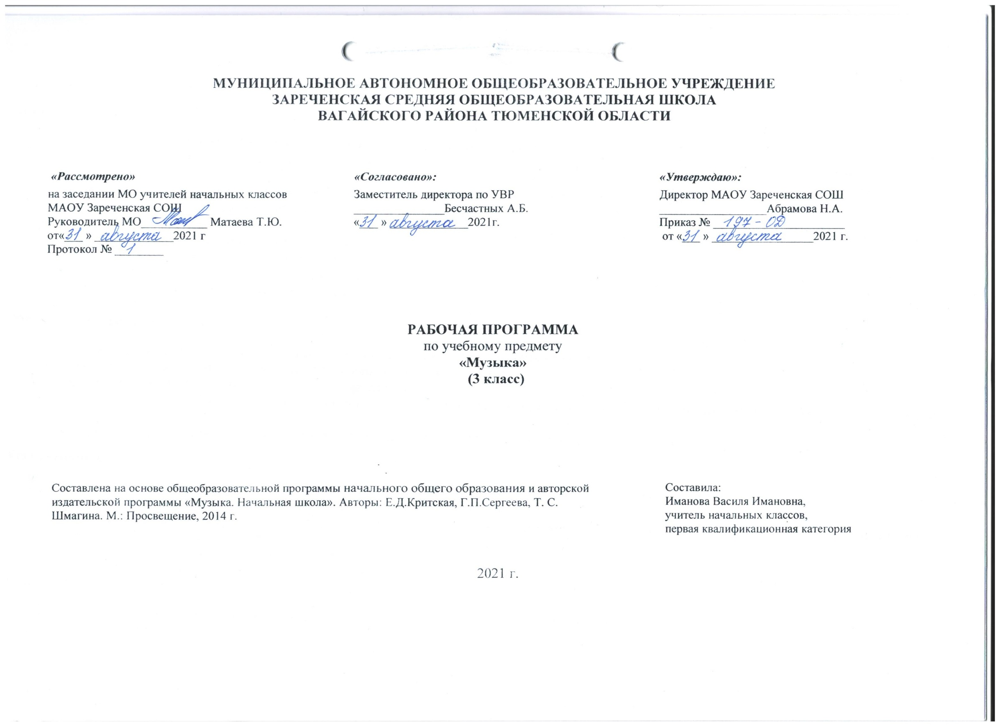 МУНИЦИПАЛЬНОЕ АВТОНОМНОЕ ОБЩЕОБРАЗОВАТЕЛЬНОЕ УЧРЕЖДЕНИЕ
ЗАРЕЧЕНСКАЯ СРЕДНЯЯ ОБЩЕОБРАЗОВАТЕЛЬНАЯ ШКОЛА
ВАГАЙСКОГО РАЙОНА ТЮМЕНСКОЙ ОБЛАСТИ
«Рассмотрено»
на заседании МО учителей начальных классов
МАОУ Зареченская СОШ
Руководитель МО___________ Матаева Т.Ю.
от«31 » августа 2021 г
Протокол № 1
«Согласовано»:
Заместитель директора по УВР
_______________Бесчастных А.Б.
«31 » августа 2021г.
«Утверждаю»:
Директор МАОУ Зареченская СОШ
__________________Абрамова Н.А.
Приказ № 197-ОД
от «31 » августа 2021 г.
РАБОЧАЯ ПРОГРАММА
по учебному предмету
«Музыка»
(3 класс)
Составлена на основе общеобразовательной программы начального общего образования и авторской
издательской программы «Музыка. Начальная школа». Авторы: Е.Д.Критская, Г.П.Сергеева, Т. С.
Шмагина. М.: Просвещение, 2014 г.
Составила:
Иманова Василя Имановна,
учитель начальных классов,
первая квалификационная категория
2021 г.